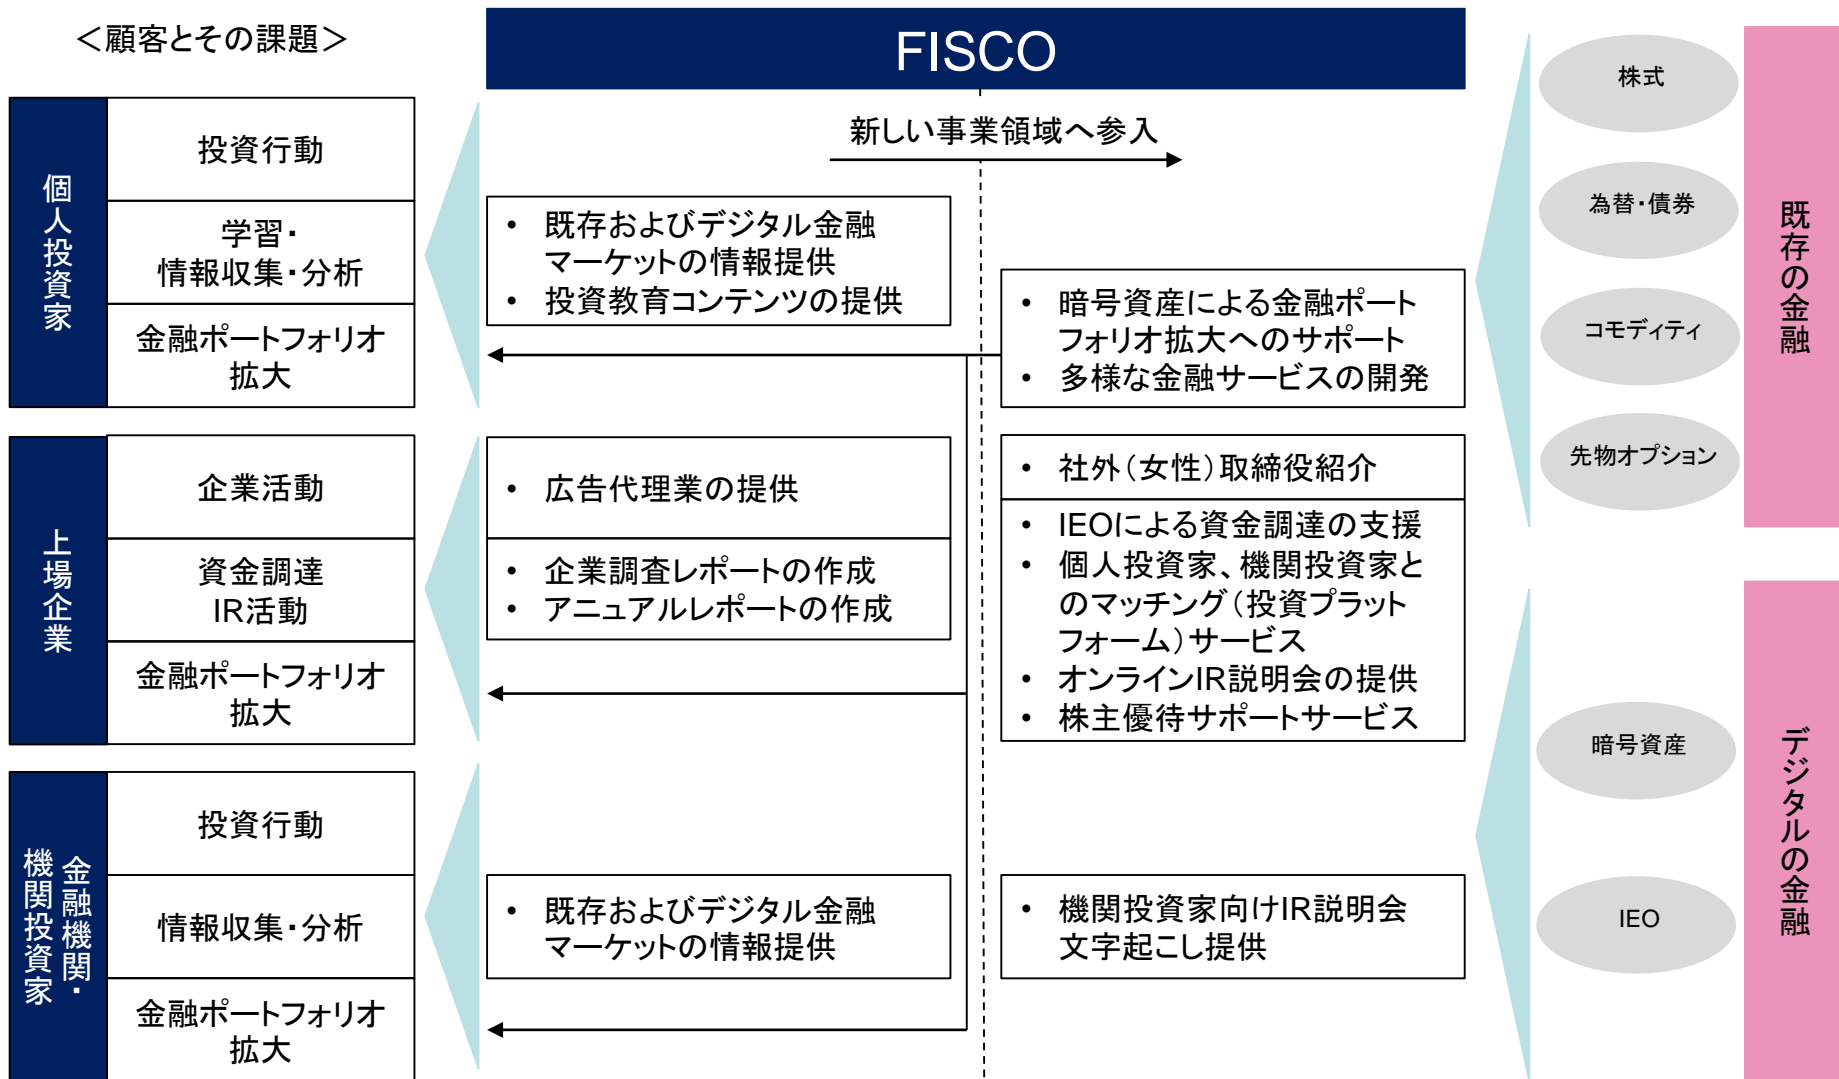 ＜顧客とその課題＞
FISCO
新しい事業領域へ参入
個人投資家
投資行動
学習・
情報収集・分析
金融ポートフォリオ
拡大
• 既存およびデジタル金融
マーケットの情報提供
• 投資教育コンテンツの提供
• 暗号資産による金融ポート
フォリオ拡大へのサポート
• 多様な金融サービスの開発
上場企業
企業活動
資金調達
IR活動
金融ポートフォリオ
拡大
• 広告代理業の提供
• 企業調査レポートの作成
• アニュアルレポートの作成
• 社外（女性）取締役紹介
• IEOによる資金調達の支援
• 個人投資家、機関投資家と
のマッチング（投資プラット
フォーム）サービス
• オンラインIR説明会の提供
• 株主優待サポートサービス
金融機関・
機関投資家
投資行動
情報収集・分析
金融ポートフォリオ
拡大
• 既存およびデジタル金融
マーケットの情報提供
• 機関投資家向けIR説明会
文字起こし提供
株式
為替・債券
コモディティ
先物オプション
既存の金融
暗号資産
IEO
デジタルの金融